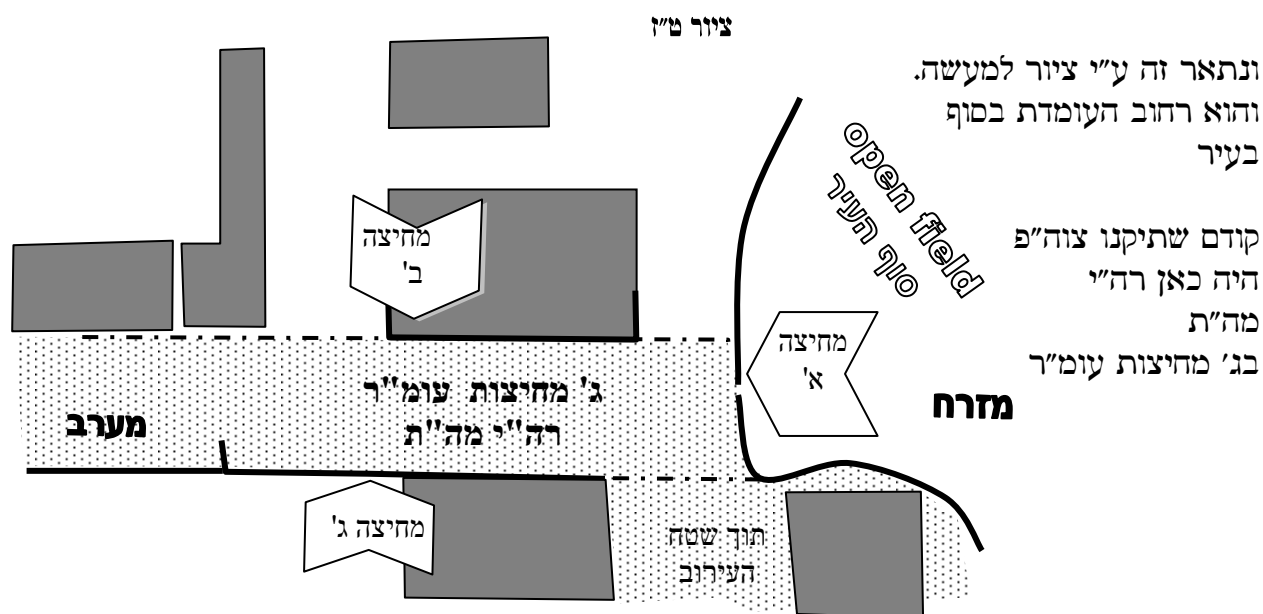 ציור ט״ז
ונתאר זה ע״י ציור למעשה.
והוא רחוב העומדת בסוף
בעיר
open field
סוף העיר
קודם שתיקנו צוה״פ
היה כאן רה״י
מה״ת
בג׳ מחיצות עומ״ר
מחיצה
ב'
מחיצה
א'
מזרח
ג' מחיצות עומ"ר
רה"י מה"ת
מערב
מחיצה ג'
תוך שטח
העירוב